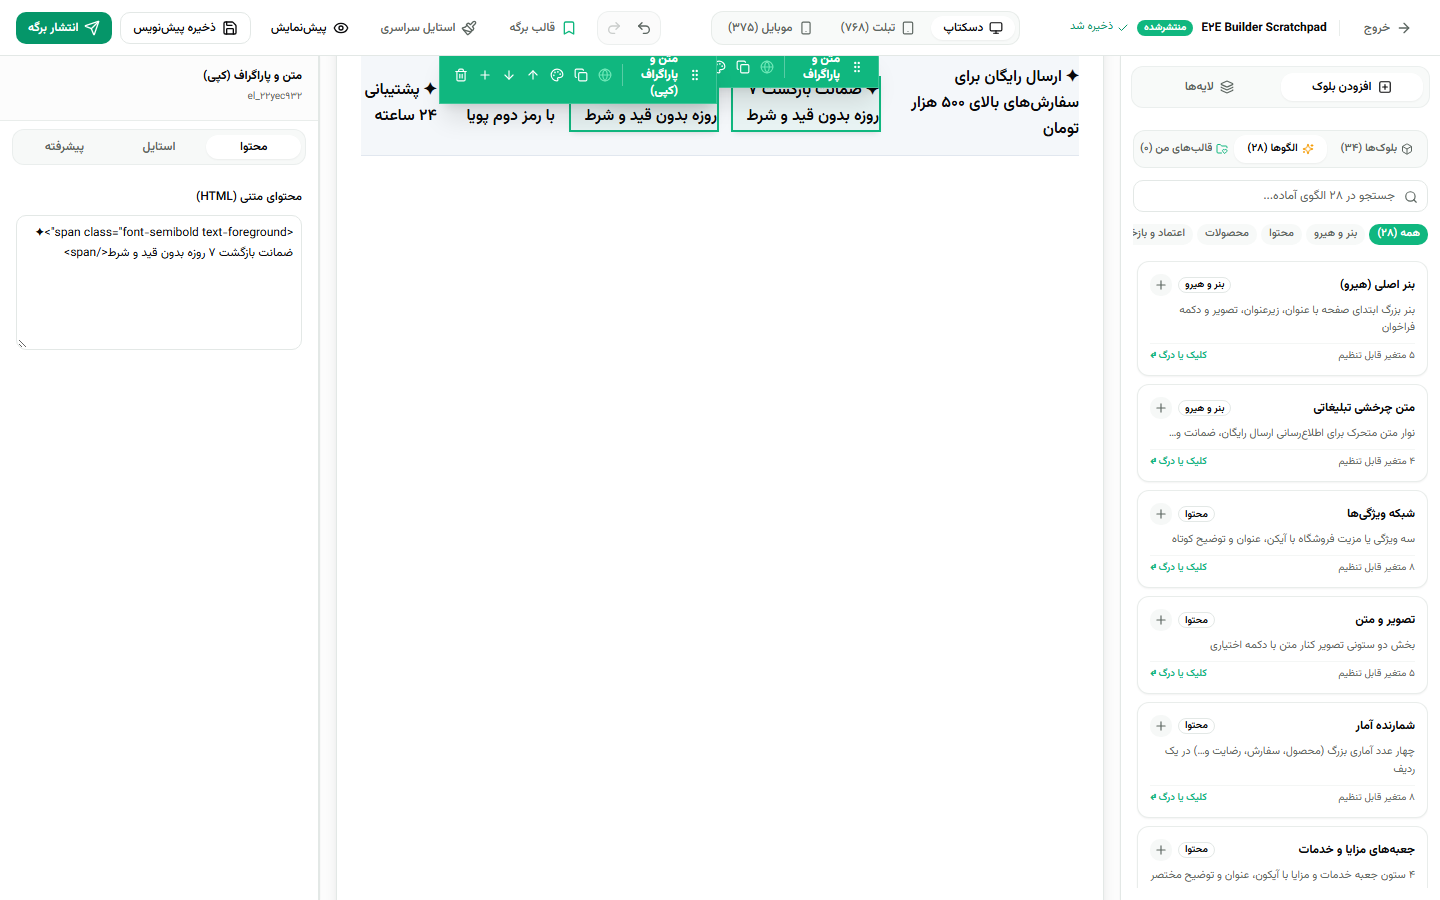 خروج
E2E Builder Scratchpad
منتشرشده
ذخیره شد
دسکتاپ
تبلت (۷۶۸)
موبایل (۳۷۵)
قالب برگه
استایل سراسری
پیش‌نمایش
ذخیره پیش‌نویس
انتشار برگه
افزودن بلوک
لایه‌ها
بلوک‌ها (۳۴)
الگوها (۲۸)
قالب‌های من (۰)
جستجو در ۲۸ الگوی آماده...
همه (۲۸)
بنر و هیرو
محتوا
محصولات
اعتماد و بازخ
بنر اصلی (هیرو)
بنر و هیرو
بنر بزرگ ابتدای صفحه با عنوان، زیرعنوان، تصویر و دکمه
فراخوان
۵ متغیر قابل تنظیم
کلیک یا درگ
متن چرخشی تبلیغاتی
بنر و هیرو
نوار متن متحرک برای اطلاع‌رسانی ارسال رایگان، ضمانت و...
۴ متغیر قابل تنظیم
کلیک یا درگ
شبکه ویژگی‌ها
محتوا
سه ویژگی یا مزیت فروشگاه با آیکن، عنوان و توضیح کوتاه
۸ متغیر قابل تنظیم
کلیک یا درگ
تصویر و متن
محتوا
بخش دو ستونی تصویر کنار متن با دکمه اختیاری
۵ متغیر قابل تنظیم
کلیک یا درگ
شمارنده آمار
محتوا
چهار عدد آماری بزرگ (محصول، سفارش، رضایت و...) در یک
ردیف
۸ متغیر قابل تنظیم
کلیک یا درگ
جعبه‌های مزایا و خدمات
محتوا
۴ ستون جعبه خدمات و مزایا با آیکون، عنوان و توضیح مختصر
✦ ارسال رایگان برای
سفارش‌های بالای ۵۰۰ هزار
تومان
متن و
پاراگراف
✦ ضمانت بازگشت ۷
روزه بدون قید و شرط
متن و
پاراگراف
(کپی)
روزه بدون قید و شرط
با رمز دوم پویا
✦ پشتیبانی
۲۴ ساعته
متن و پاراگراف (کپی)
el_۲۲yec۹۳۲
محتوا
استایل
پیشرفته
محتوای متنی (HTML)
<span class="font-semibold text-foreground">✦
ضمانت بازگشت ۷ روزه بدون قید و شرط</span>